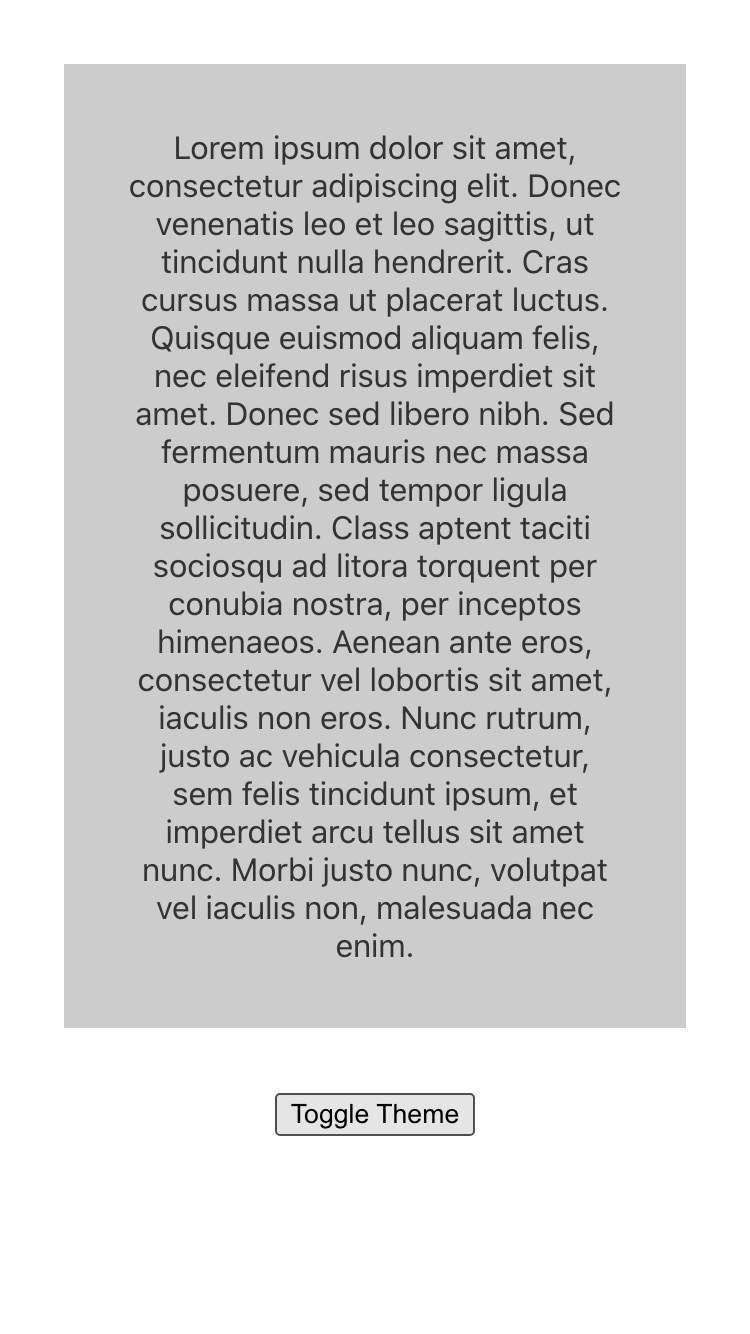 Lorem ipsum dolor sit amet,
consectetur adipiscing elit. Donec
venenatis leo et leo sagittis, ut
tincidunt nulla hendrerit. Cras
cursus massa ut placerat luctus.
Quisque euismod aliquam felis,
nec eleifend risus imperdiet sit
amet. Donec sed libero nibh. Sed
fermentum mauris nec massa
posuere, sed tempor ligula
sollicitudin. Class aptent taciti
sociosqu ad litora torquent per
conubia nostra, per inceptos
himenaeos. Aenean ante eros,
consectetur vel lobortis sit amet,
iaculis non eros. Nunc rutrum,
justo ac vehicula consectetur,
sem felis tincidunt ipsum, et
imperdiet arcu tellus sit amet
nunc. Morbi justo nunc, volutpat
vel iaculis non, malesuada nec
enim.
Toggle Theme